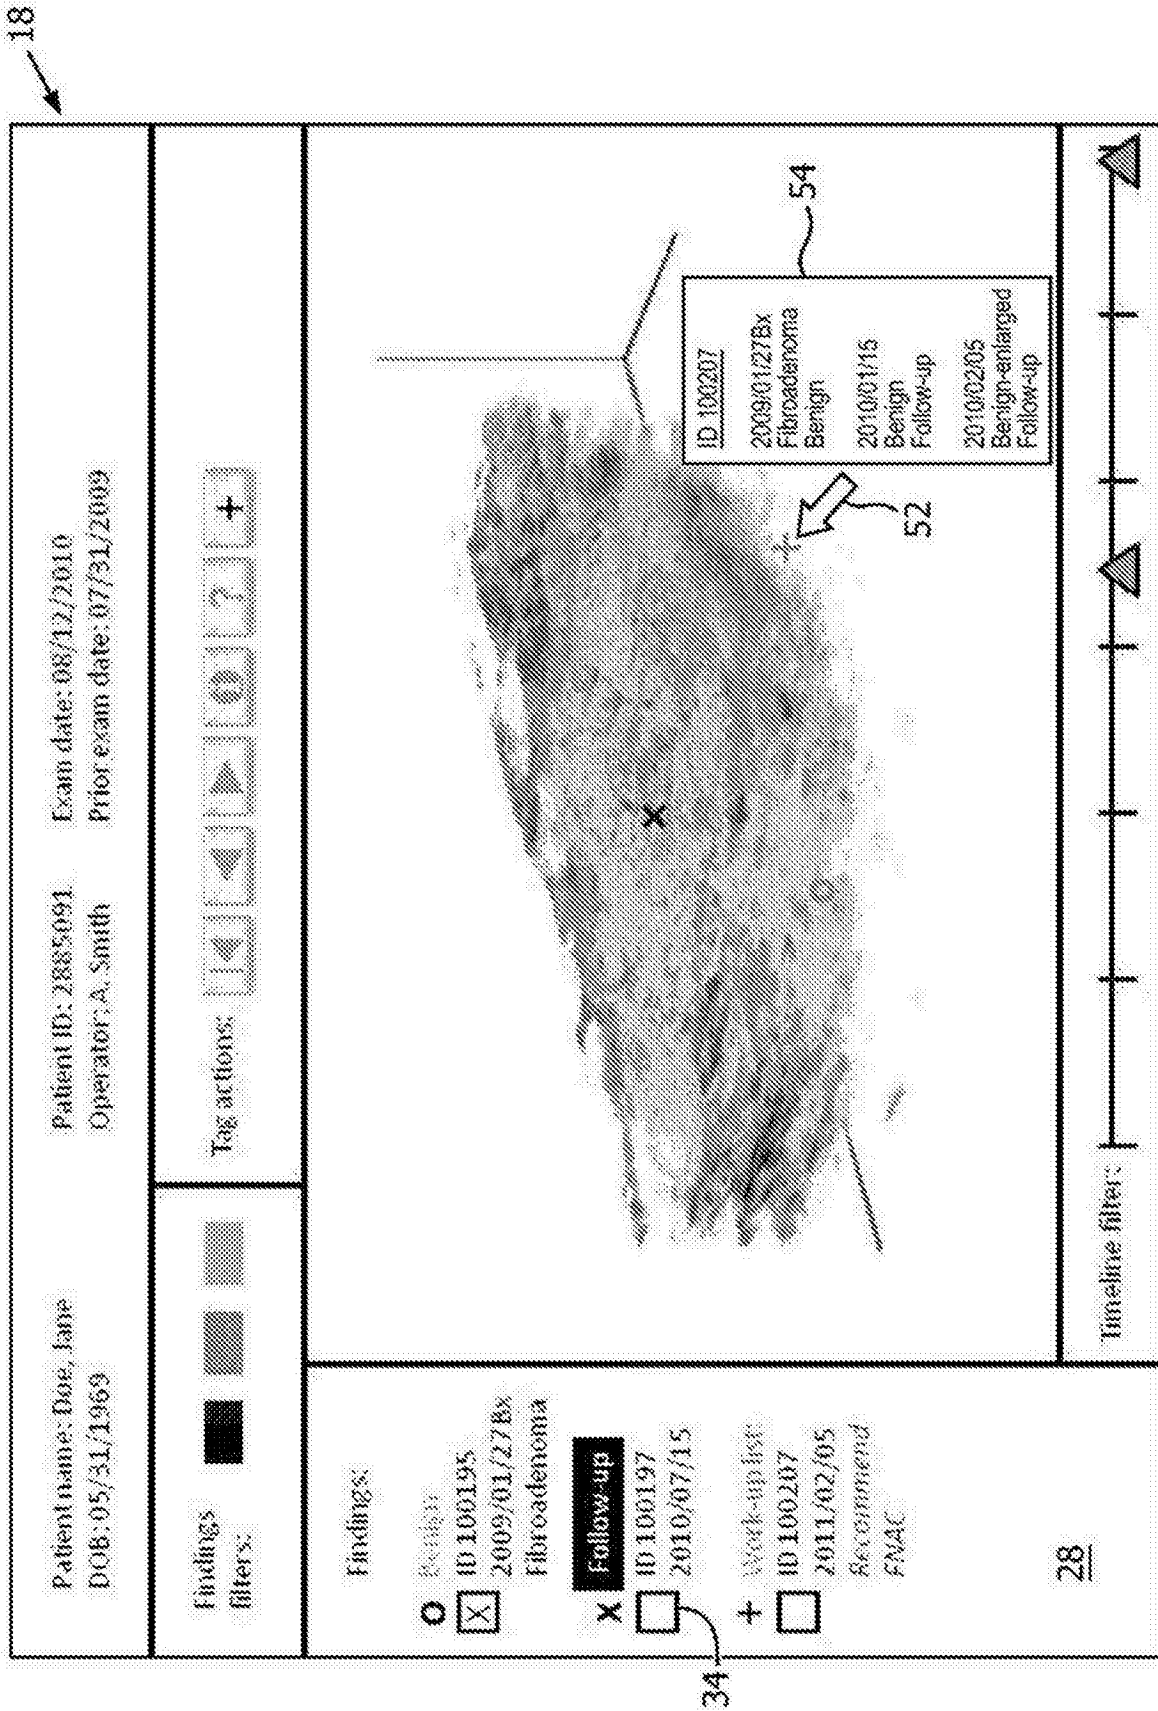 18
Patient name: Doe, Jane
DOB: 05/31/1969
Patient ID: 2885091
Operator: A. Smith
Exam date: 08/12/2010
Prior exam date: 07/31/2009
Findings
filters:
Tag actions:
O
?
+
Findings:
O Benign
X ID 100195
2009/01/27 Bx
Fibroadenoma
X Follow-up
ID 100197
2010/07/15
34
+ Work-up list:
ID 100207
2011/02/05
Recommend
FNAC
28
X
+
52
54
ID 100207
2009/01/27Bx
Fibroadenoma
Benign
2010/01/15
Benign
Follow-up
2010/02/05
Benign-enlarged
Follow-up
Timeline filter: